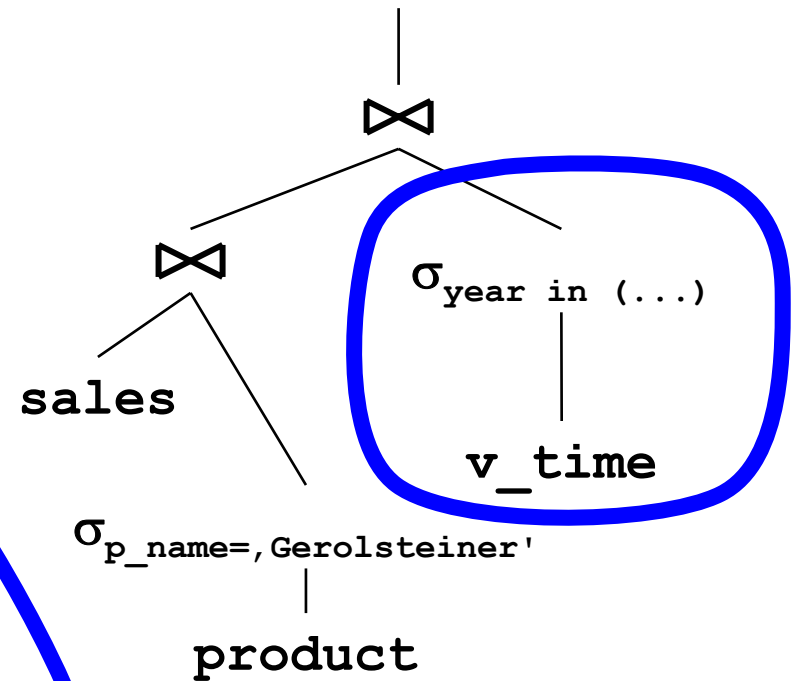 ⋈
⋈
σyear in (...)
sales
v_time
σp_name=‚Gerolsteiner'
product